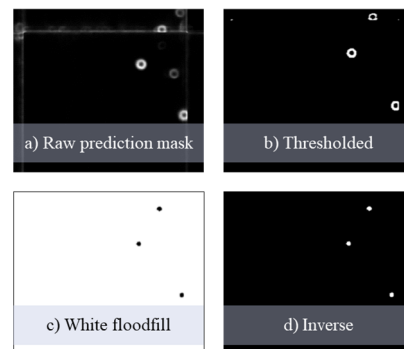 a) Raw prediction mask
b) Thresholded
c) White floodfill
d) Inverse